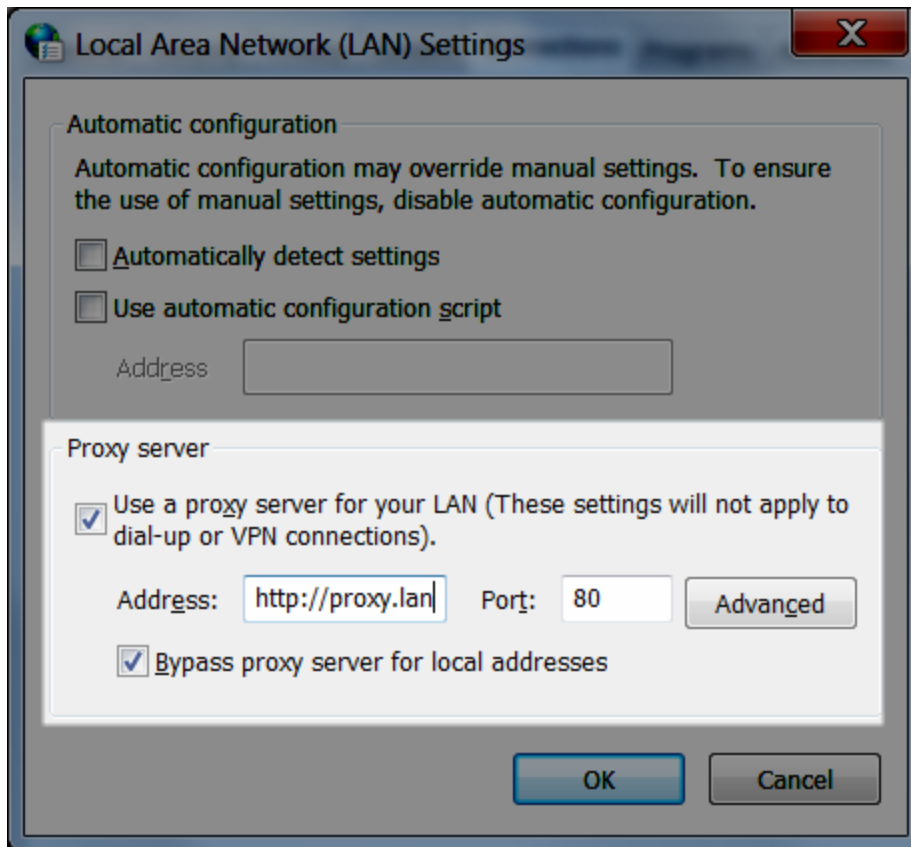 Local Area Network (LAN) Settings
Automatic configuration
Automatic configuration may override manual settings. To ensure
the use of manual settings, disable automatic configuration.
Automatically detect settings
Use automatic configuration script
Address
Proxy server
Use a proxy server for your LAN (These settings will not apply to
dial-up or VPN connections).
Address: http://proxy.lan Port: 80 Advanced
Bypass proxy server for local addresses
OK Cancel